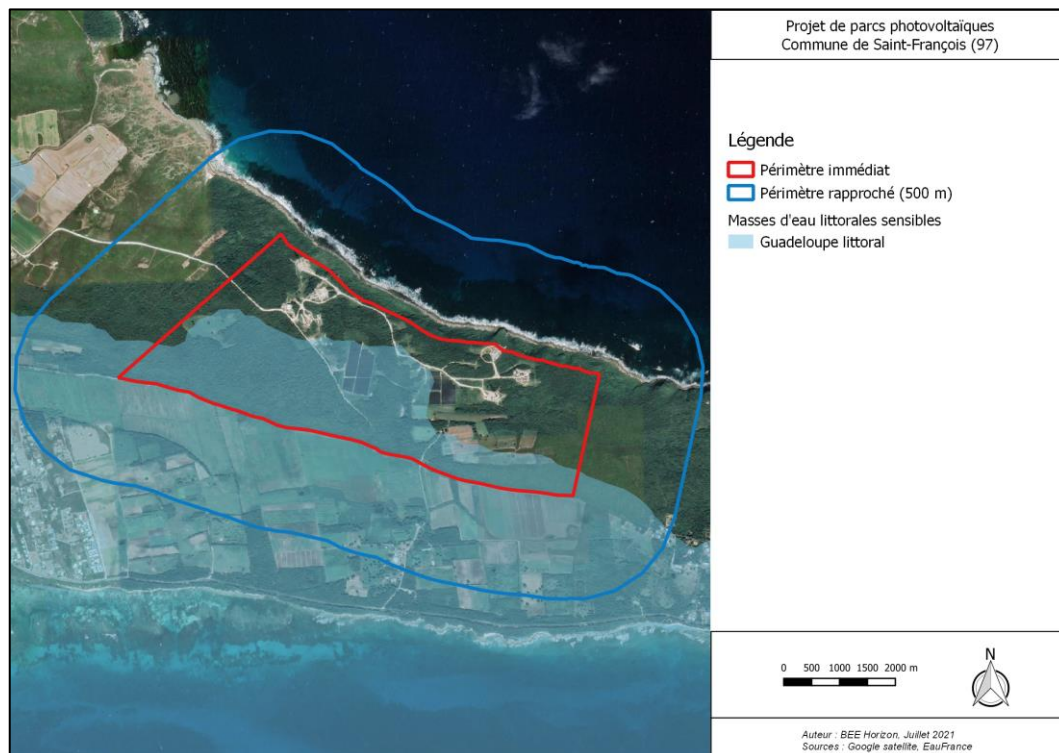 Projet de parcs photovoltaïques
Commune de Saint-François (97)
Légende
Périmètre immédiat
Périmètre rapproché (500 m)
Masses d'eau littorales sensibles
Guadeloupe littoral
0 500 1000 1500 2000 m
N
Auteur : BEE Horizon, Juillet 2021
Sources : Google satellite, EauFrance